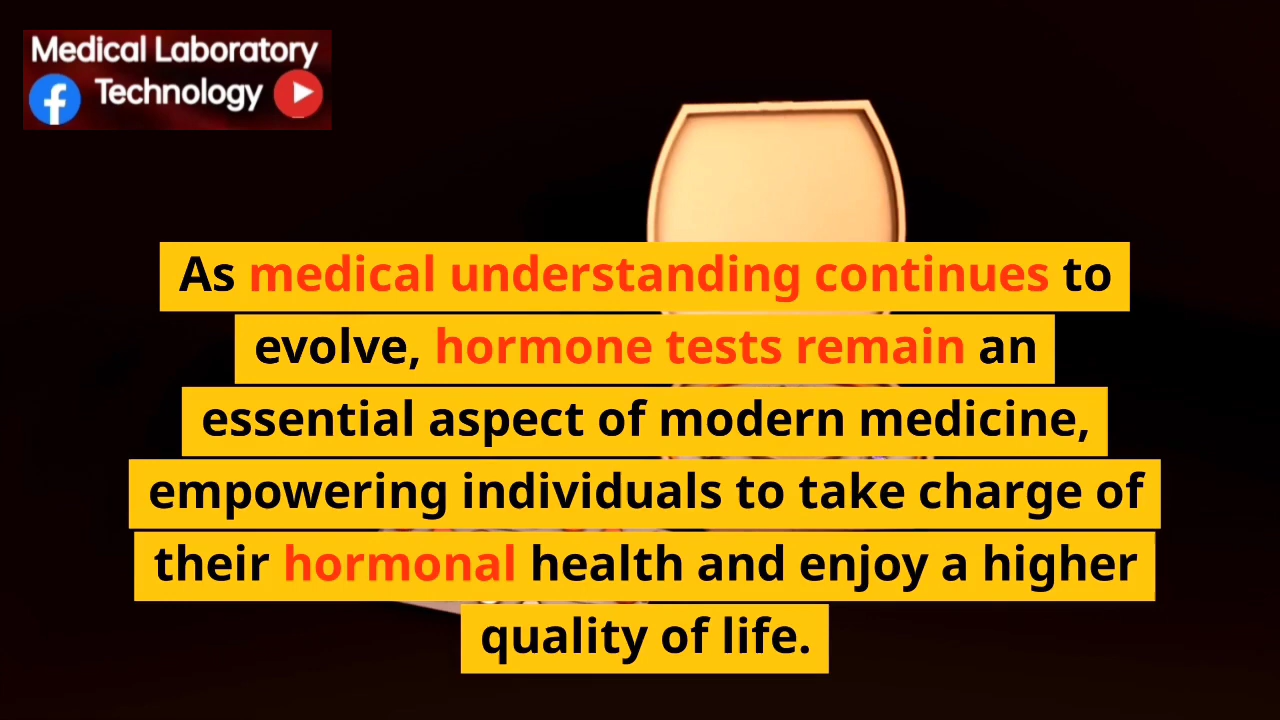 Medical Laboratory
Technology
As medical understanding continues to
evolve, hormone tests remain an
essential aspect of modern medicine,
empowering individuals to take charge of
their hormonal health and enjoy a higher
quality of life.